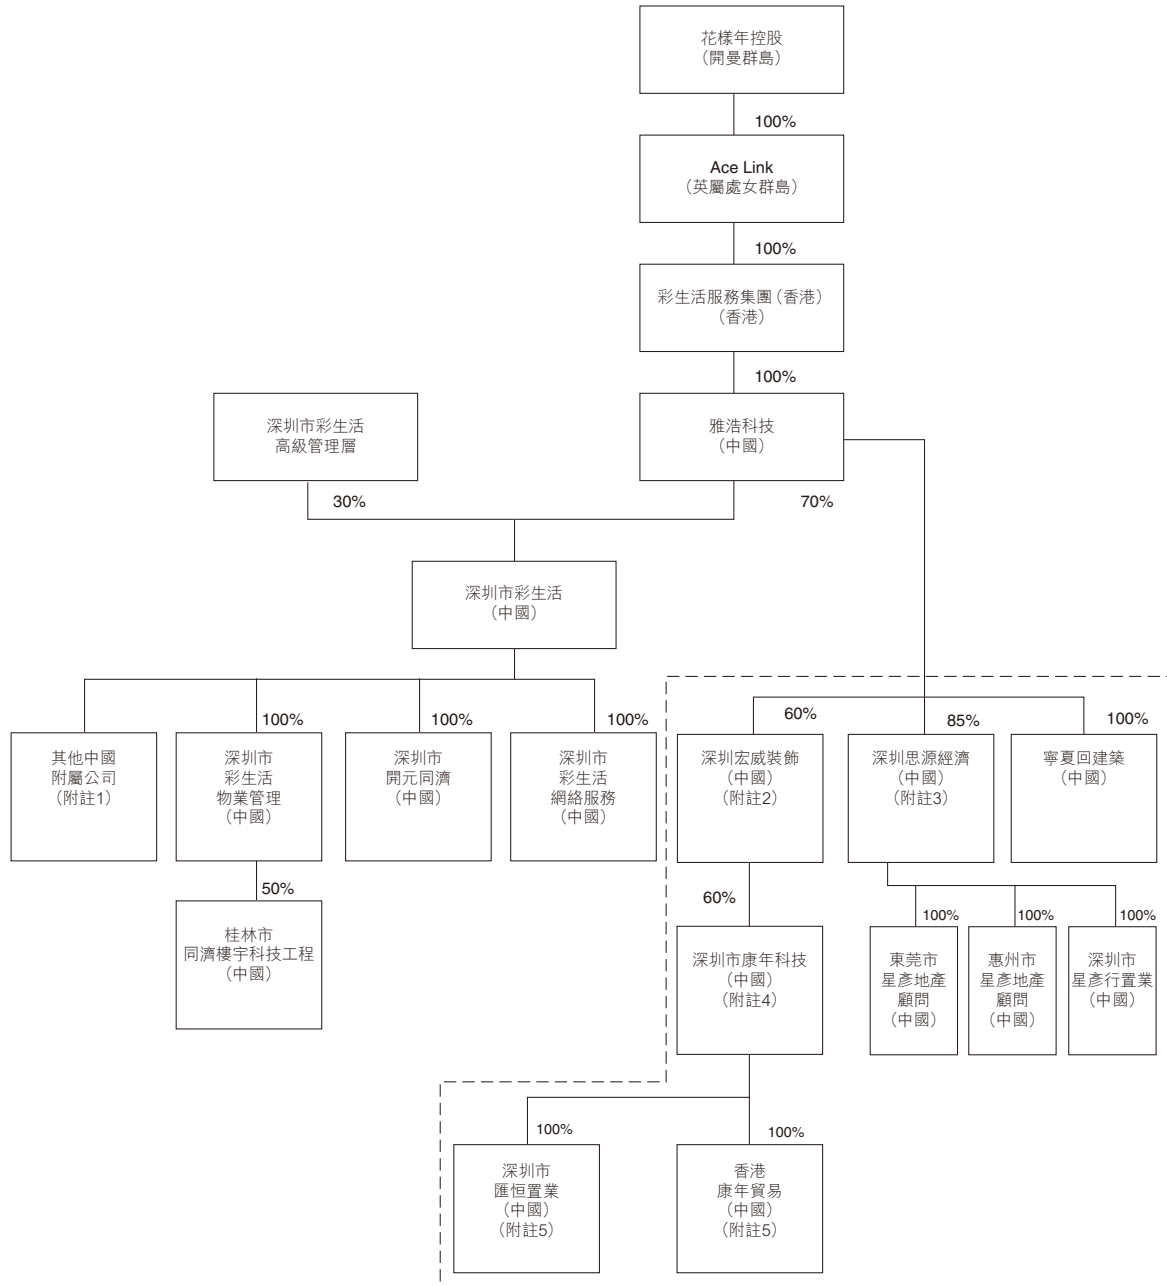 花樣年控股
（開曼群島）
100%
Ace Link
（英屬處女群島）
100%
彩生活服務集團（香港）
（香港）
100%
深圳市彩生活
高級管理層
雅浩科技
（中國）
30%
70%
深圳市彩生活
（中國）
100%
100%
100%
60%
85%
100%
其他中國
附屬公司
（附註1）
深圳市
彩生活
物業管理
（中國）
深圳市
開元同濟
（中國）
深圳市
彩生活
網絡服務
（中國）
深圳宏威裝飾
（中國）
（附註2）
深圳思源經濟
（中國）
（附註3）
寧夏回建築
（中國）
50%
60%
100%
100%
100%
桂林市
同濟樓宇科技工程
（中國）
深圳市康年科技
（中國）
（附註4）
東莞市
星彥地產
顧問
（中國）
惠州市
星彥地產
顧問
（中國）
深圳市
星彥行置業
（中國）
100%
100%
深圳市
匯恒置業
（中國）
（附註5）
香港
康年貿易
（中國）
（附註5）